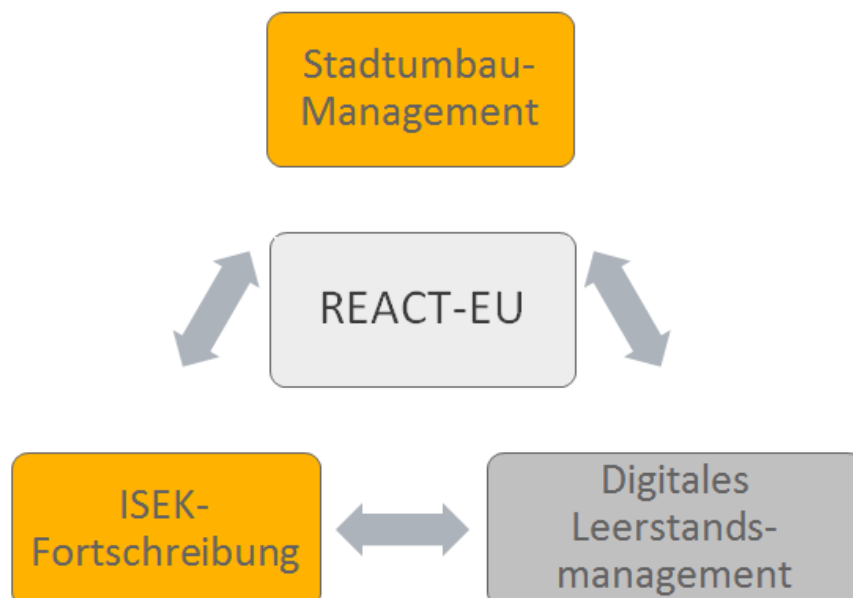 Stadtumbau-
Management
REACT-EU
ISEK-
Fortschreibung
Digitales
Leerstands-
management